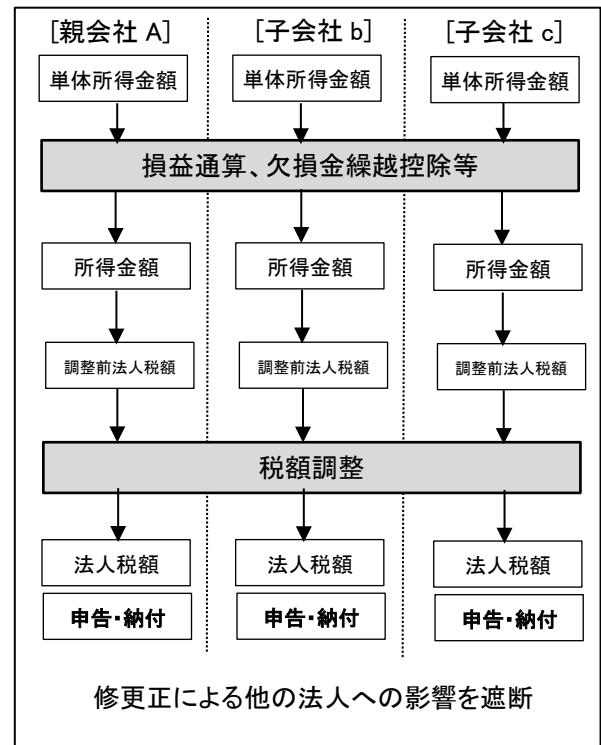 [親会社 A] [子会社 b] [子会社 c]
単体所得金額 単体所得金額 単体所得金額
損益通算、欠損金繰越控除等
所得金額 所得金額 所得金額
調整前法人税額 調整前法人税額 調整前法人税額
税額調整
法人税額 法人税額 法人税額
申告・納付 申告・納付 申告・納付
修更正による他の法人への影響を遮断